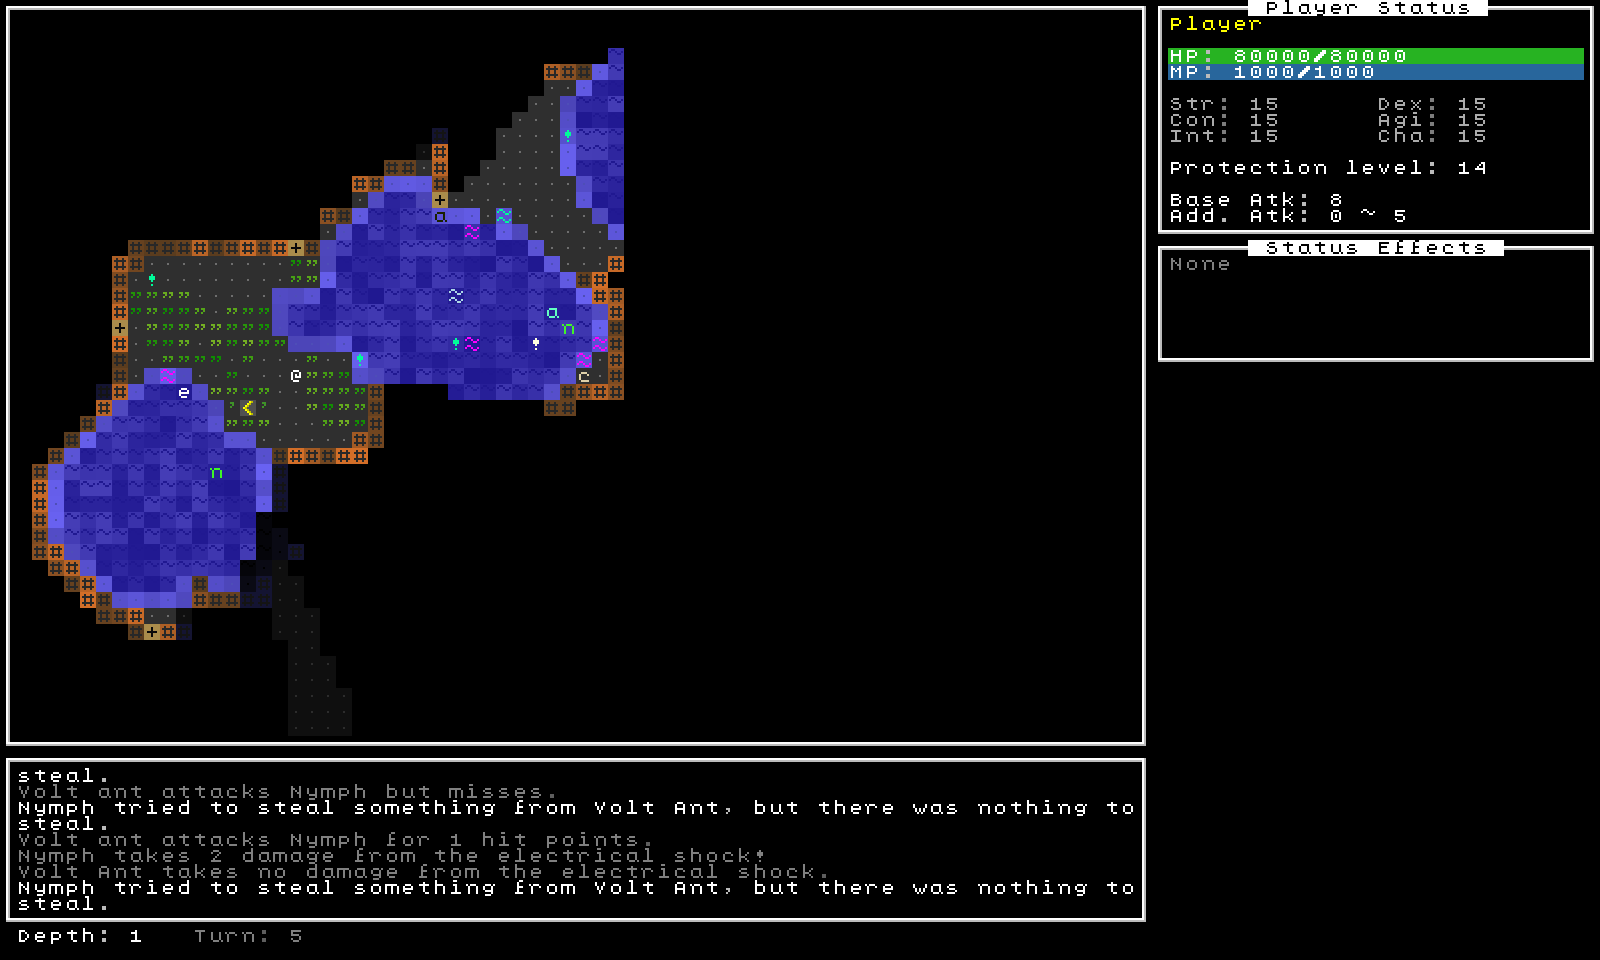 Player Status
Player
HP: 80000/80000
MP: 1000/1000
Str: 15 Dex: 15
Con: 15 Agi: 15
Int: 15 Cha: 15
Protection level: 14
Base Atk: 8
Add. Atk: 0 ~ 5
Status Effects
None
steal.
Volt ant attacks Nymph but misses.
Nymph tried to steal something from Volt Ant, but there was nothing to
steal.
Volt ant attacks Nymph for 1 hit points.
Nymph takes 2 damage from the electrical shock!
Volt Ant takes no damage from the electrical shock.
Nymph tried to steal something from Volt Ant, but there was nothing to
steal.
Depth: 1 Turn: 5